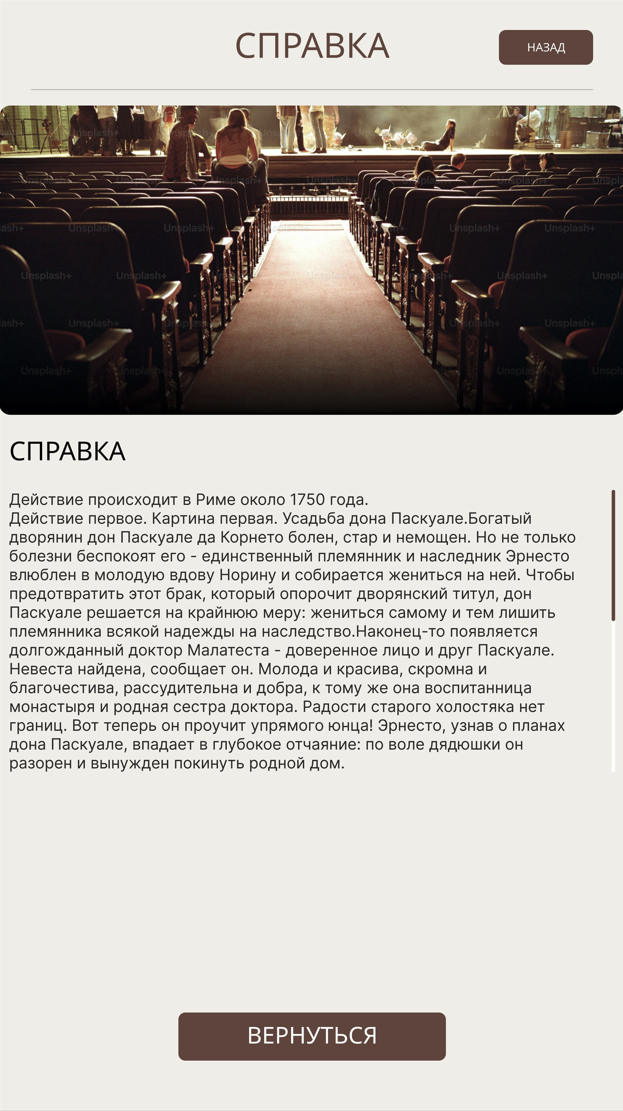 СПРАВКА
НАЗАД
Unsplash+
Unsplash+
Unsplash+
Unsplash+
Unsplash+
Unsplash+
Unsplash+
Unsplash+
СПРАВКА
Действие происходит в Риме около 1750 года.
Действие первое. Картина первая. Усадьба дона Паскуале.Богатый
дворянин дон Паскуале да Корнето болен, стар и немощен. Но не только
болезни беспокоят его - единственный племянник и наследник Эрнесто
влюблен в молодую вдову Норину и собирается жениться на ней. Чтобы
предотвратить этот брак, который опорочит дворянский титул, дон
Паскуале решается на крайнюю меру: жениться самому и тем лишить
племянника всякой надежды на наследство.Наконец-то появляется
долгожданный доктор Малатеста - доверенное лицо и друг Паскуале.
Невеста найдена, сообщает он. Молода и красива, скромна и
благочестива, рассудительна и добра, к тому же она воспитанница
монастыря и родная сестра доктора. Радости старого холостяка нет
границ. Вот теперь он проучит упрямого юнца! Эрнесто, узнав о планах
дона Паскуале, впадает в глубокое отчаяние: по воле дядюшки он
разорен и вынужден покинуть родной дом.
ВЕРНУТЬСЯ